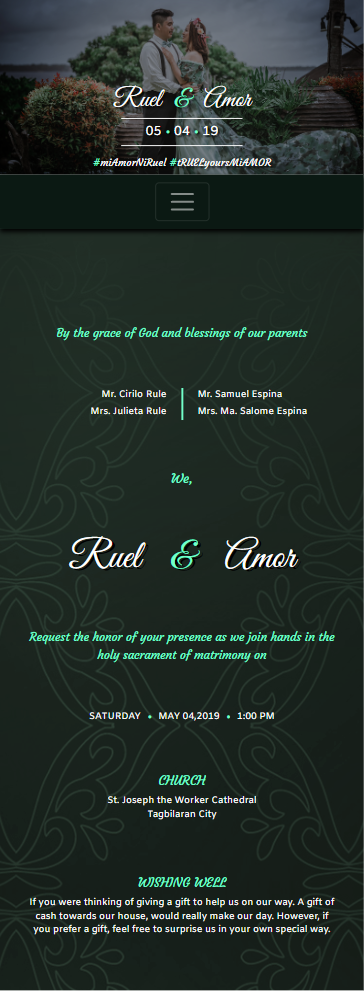 Ruel & Amor
05 • 04 • 19
#miAmorNiRuel #tRUELyoursMiAMOR
By the grace of God and blessings of our parents
Mr. Cirilo Rule | Mr. Samuel Espina
Mrs. Julieta Rule | Mrs. Ma. Salome Espina
We,
Ruel & Amor
Request the honor of your presence as we join hands in the
holy sacrament of matrimony on
SATURDAY • MAY 04,2019 • 1:00 PM
CHURCH
St. Joseph the Worker Cathedral
Tagbilaran City
WISHING WELL
If you were thinking of giving a gift to help us on our way. A gift of
cash towards our house, would really make our day. However, if
you prefer a gift, feel free to surprise us in your own special way.